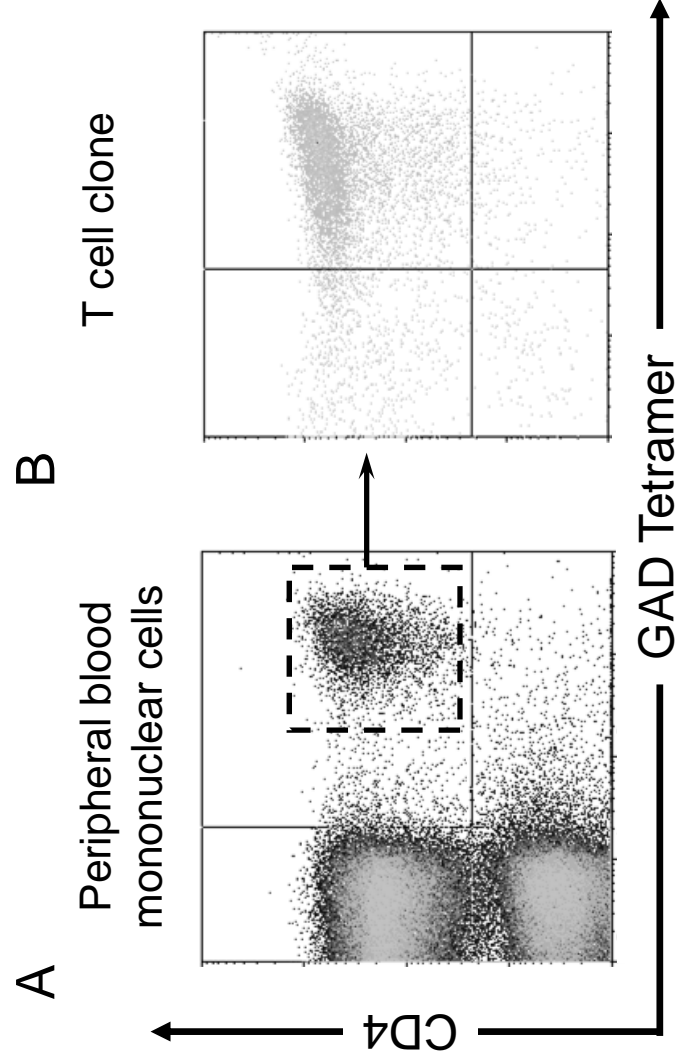 A
Peripheral blood
mononuclear cells
B
T cell clone
CD4
GAD Tetramer